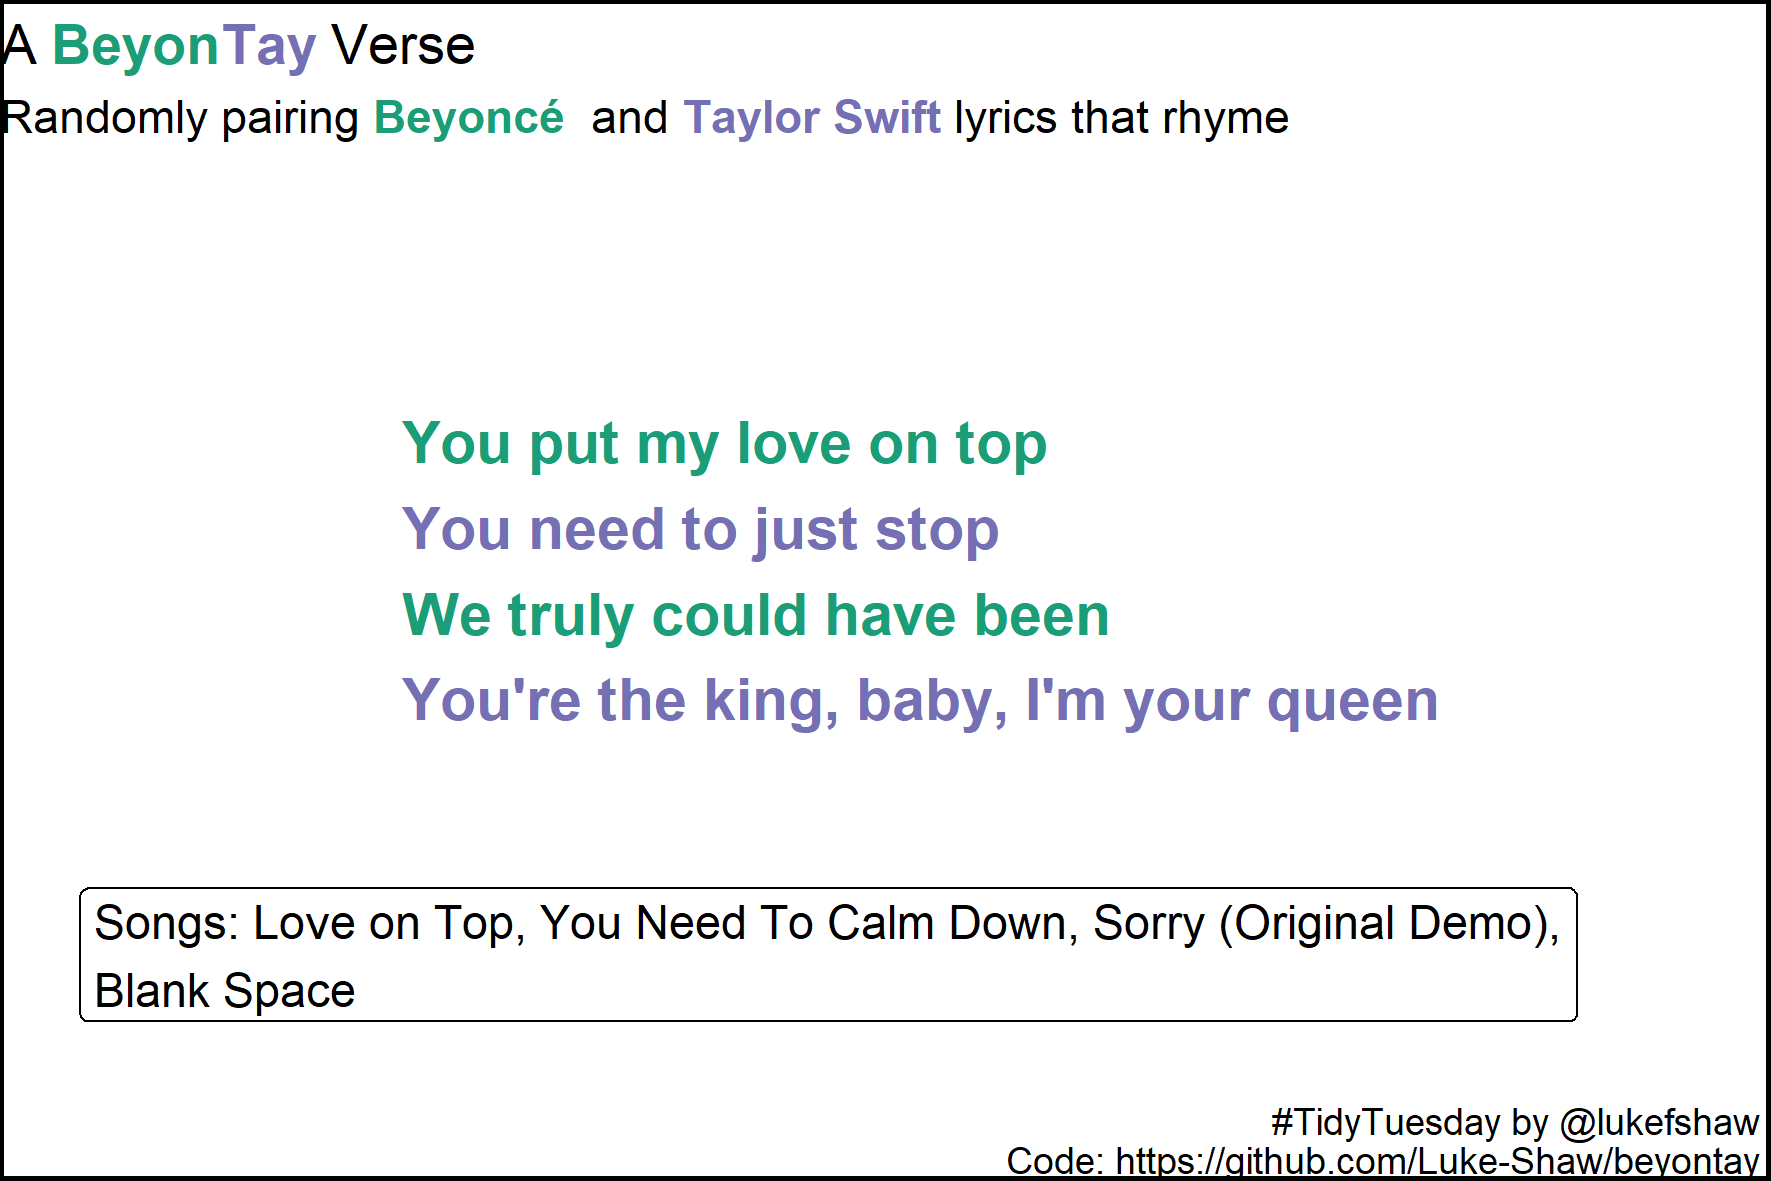 A BeyonTay Verse
Randomly pairing Beyoncé and Taylor Swift lyrics that rhyme
You put my love on top
You need to just stop
We truly could have been
You're the king, baby, I'm your queen
Songs: Love on Top, You Need To Calm Down, Sorry (Original Demo),
Blank Space
#TidyTuesday by @lukefshaw
Code: https://github.com/Luke-Shaw/beyontay